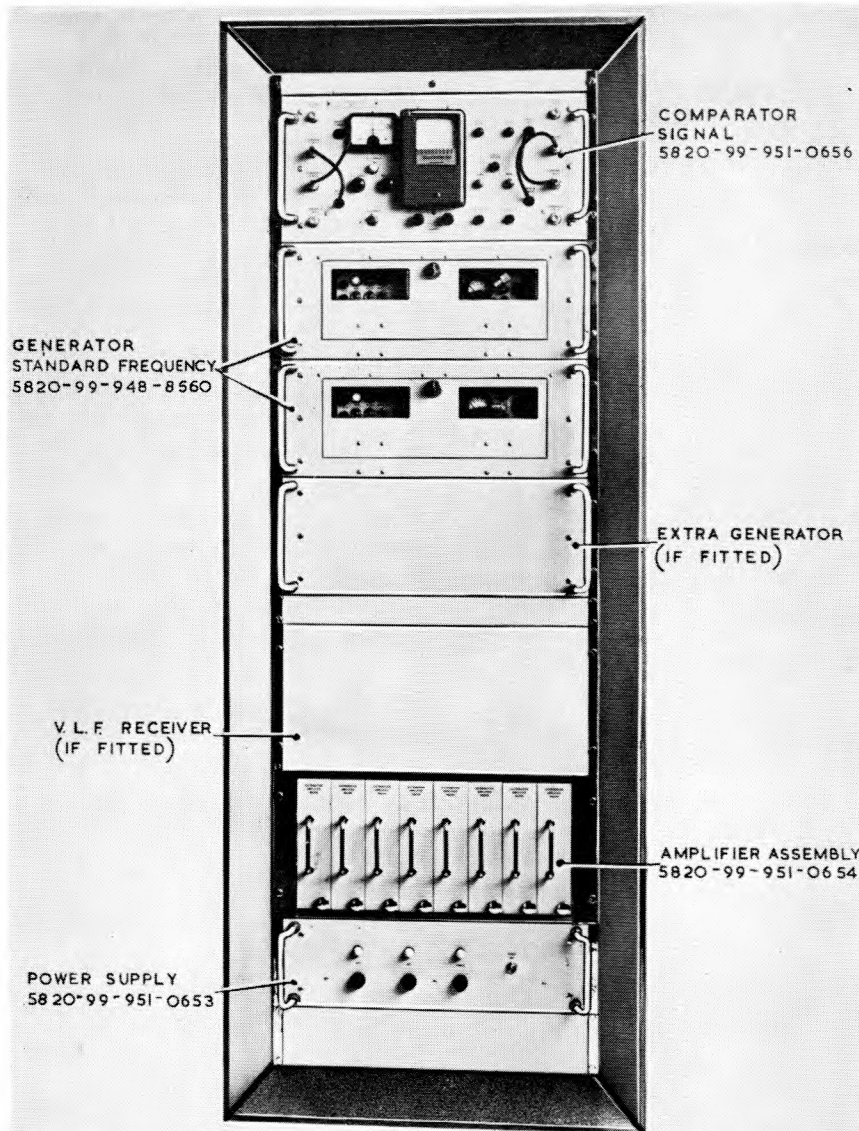 COMPARATOR
SIGNAL
5820-99-951-0656
GENERATOR
STANDARD FREQUENCY
5820-99-948-8560
EXTRA GENERATOR
(IF FITTED)
V.L.F. RECEIVER
(IF FITTED)
AMPLIFIER ASSEMBLY
5820-99-951-0654
POWER SUPPLY
5820-99-951-0653